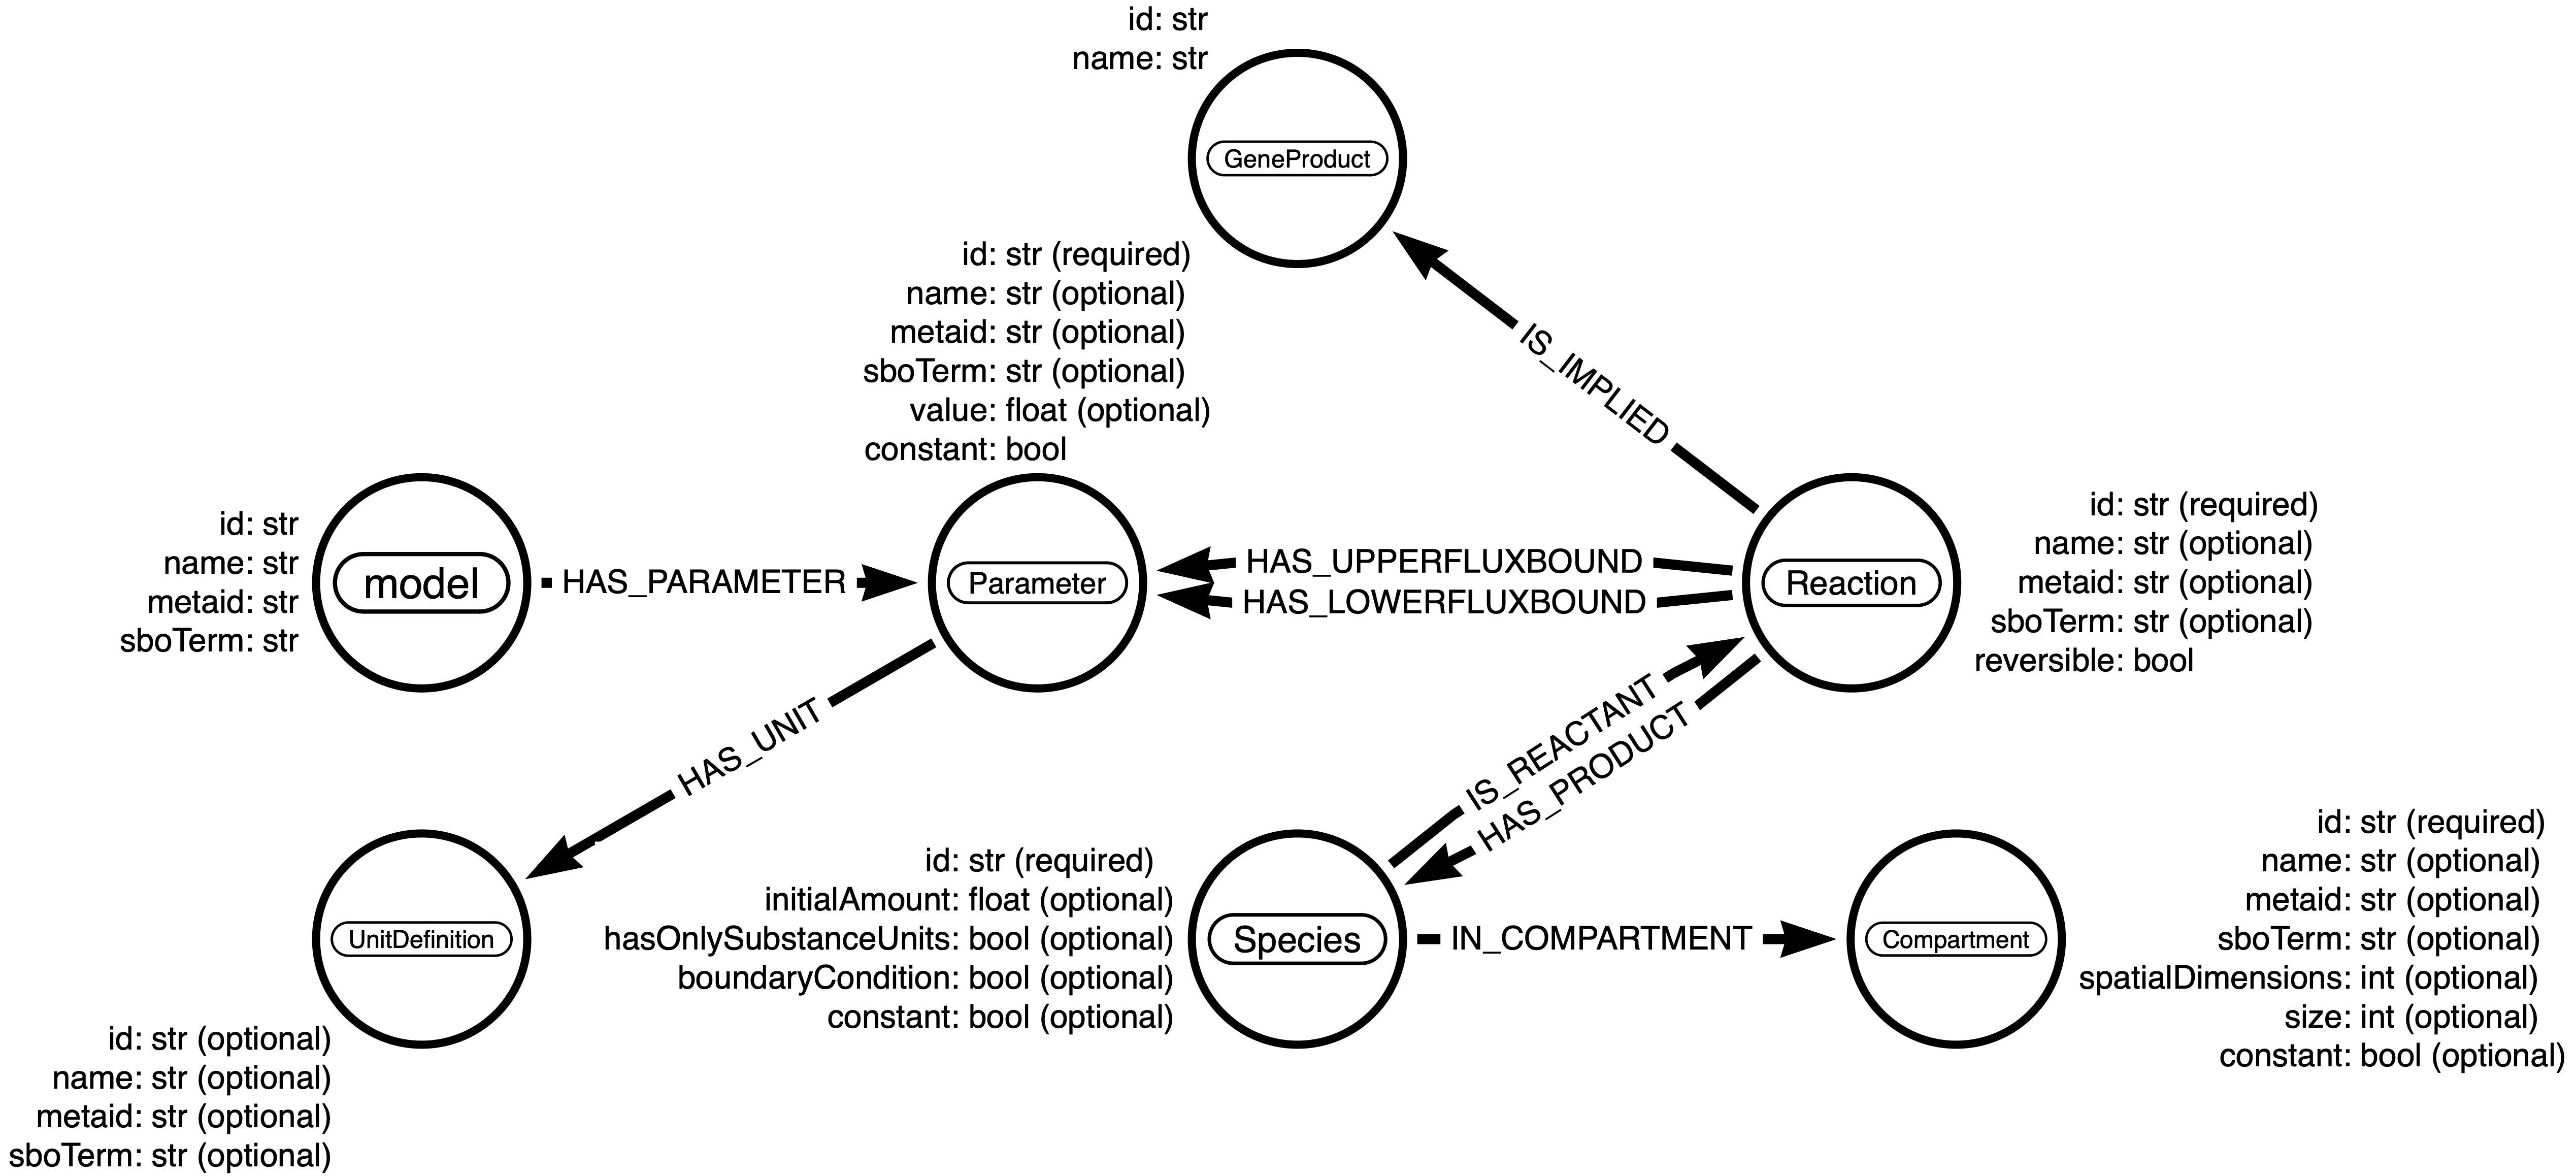 id: str
name: str
GeneProduct
id: str (required)
name: str (optional)
metaid: str (optional)
sboTerm: str (optional)
value: float (optional)
constant: bool
IS_IMPLIED
id: str
name: str
metaid: str
sboTerm: str
model
HAS_PARAMETER
Parameter
HAS_UPPERFLUXBOUND
HAS_LOWERFLUXBOUND
Reaction
id: str (required)
name: str (optional)
metaid: str (optional)
sboTerm: str (optional)
reversible: bool
HAS_UNIT
IS_REACTANT
HAS_PRODUCT
UnitDefinition
id: str (optional)
name: str (optional)
metaid: str (optional)
sboTerm: str (optional)
id: str (required)
initialAmount: float (optional)
hasOnlySubstanceUnits: bool (optional)
boundaryCondition: bool (optional)
constant: bool (optional)
Species
IN_COMPARTMENT
Compartment
id: str (required)
name: str (optional)
metaid: str (optional)
sboTerm: str (optional)
spatialDimensions: int (optional)
size: int (optional)
constant: bool (optional)